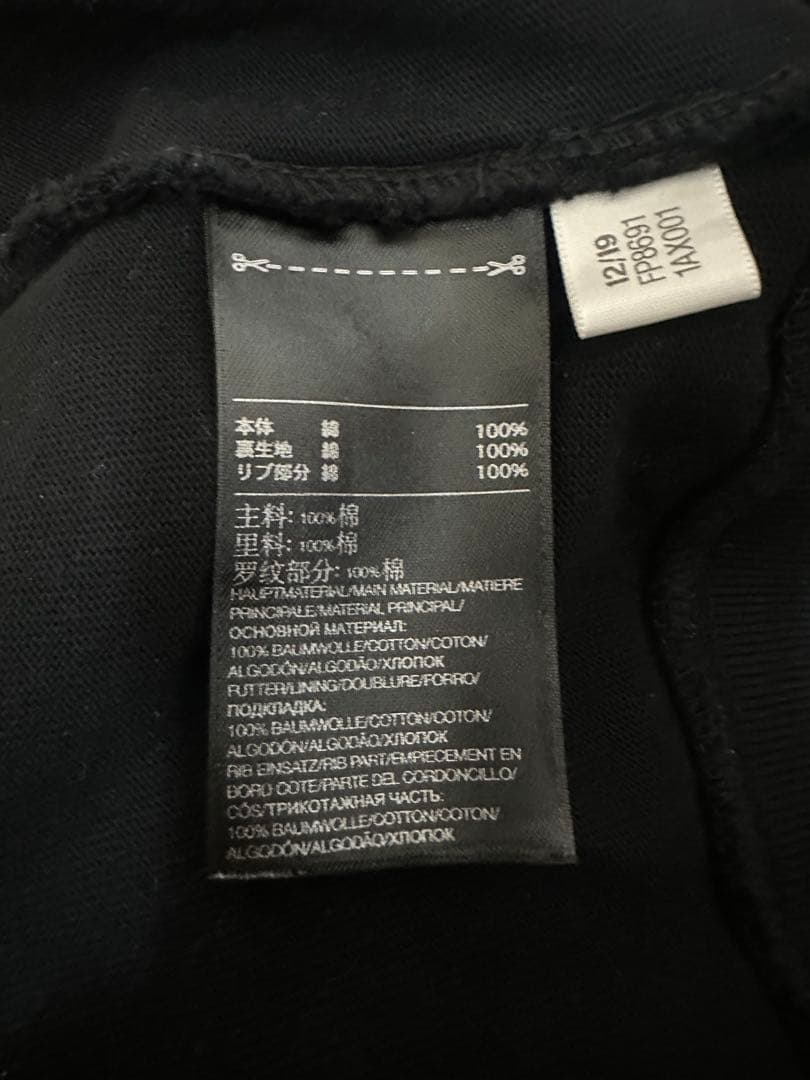 12/19
FP8691
1AX001
本体 綿 100%
裏生地 綿 100%
リブ部分 綿 100%
主料: 100%棉
里料: 100%棉
罗纹部分: 100%棉
HAUPTMATERIAL/MAIN MATERIAL/MATIERE
PRINCIPALE/MATERIAL PRINCIPAL/
ОСНОВНОЙ МАТЕРИАЛ:
100% BAUMWOLLE/COTTON/COTON/
ALGODÓN/ALGODÃO/ХЛОПОК
FUTTER/LINING/DOUBLURE/FORRO/
ПОДКЛАДКА:
100% BAUMWOLLE/COTTON/COTON/
ALGODÓN/ALGODÃO/ХЛОПОК
RIB EINSATZ/RIB PART/EMPIECEMENT EN
BORD COTE/PARTE DEL CORDONCILLO/
CÓS/ТРИКОТАЖНАЯ ЧАСТЬ:
100% BAUMWOLLE/COTTON/COTON/
ALGODÓN/ALGODÃO/ХЛОПОК